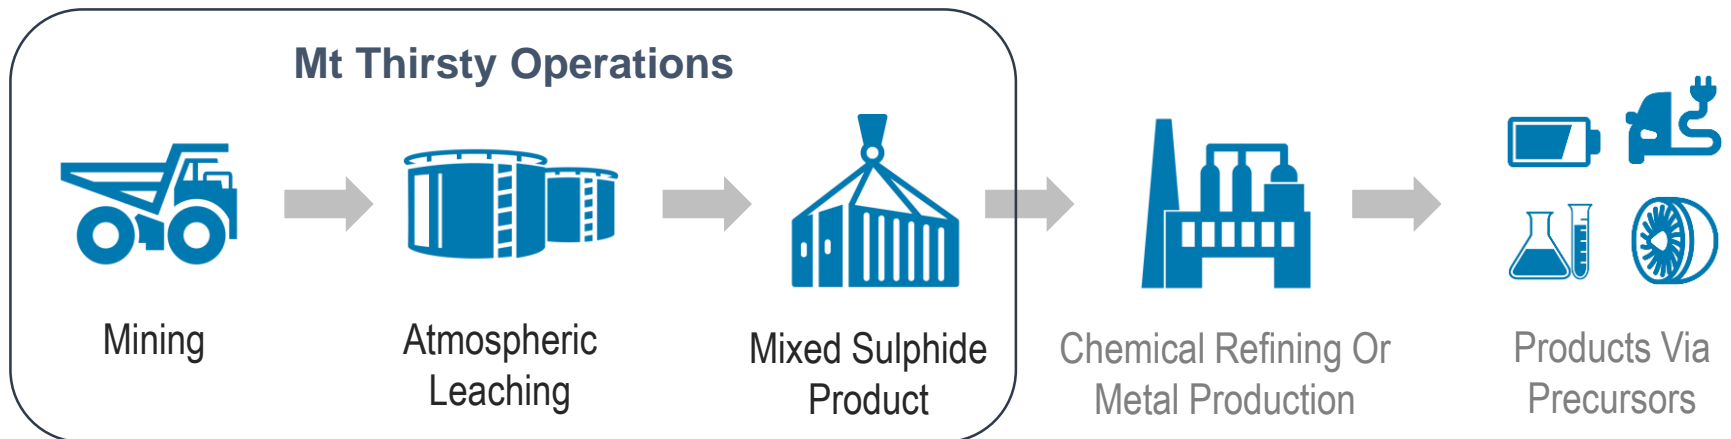 Mt Thirsty Operations
Mining
Atmospheric
Leaching
Mixed Sulphide
Product
Chemical Refining Or
Metal Production
Products Via
Precursors